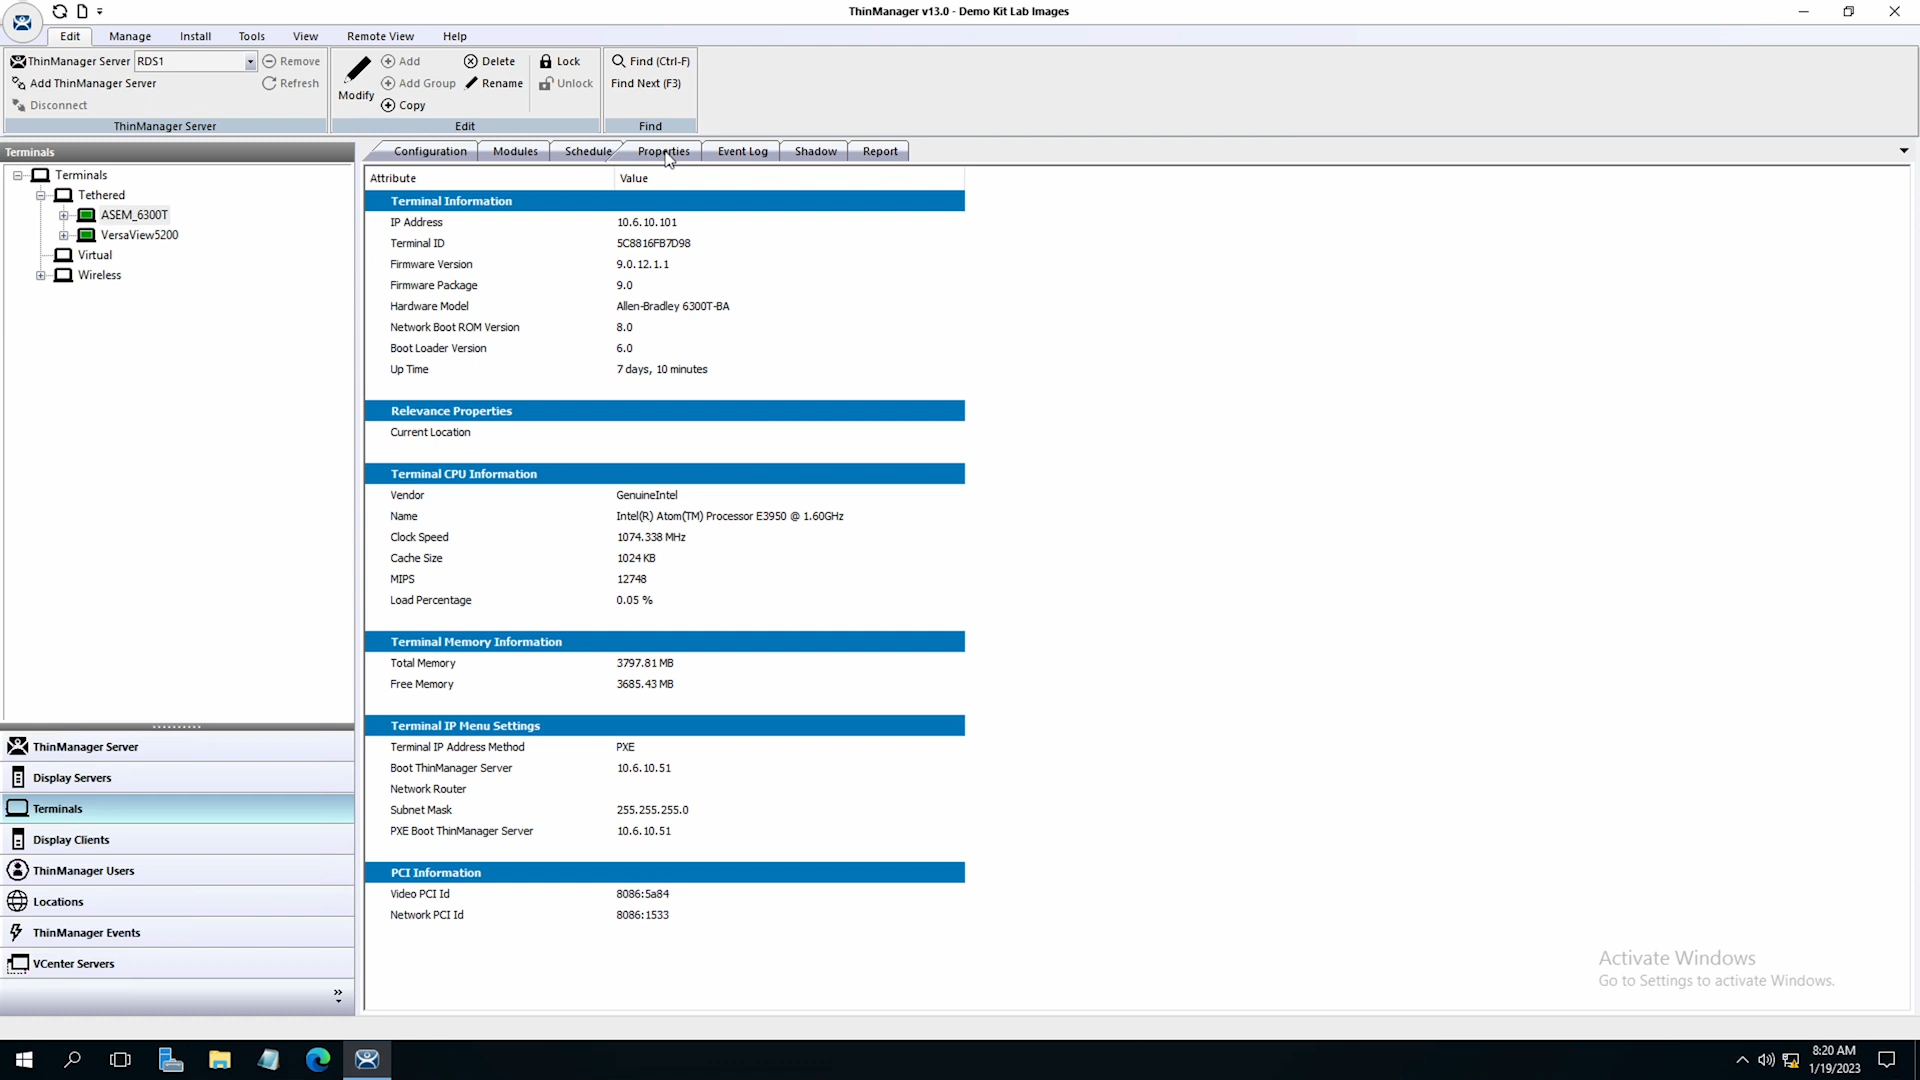 ThinManager v13.0 - Demo Kit Lab Images
Edit Manage Install Tools View Remote View Help
ThinManager Server RDS1 Remove
Add ThinManager Server Refresh
Disconnect
ThinManager Server
Modify
Add Delete Lock
Add Group Rename Unlock
Copy
Edit
Find (Ctrl-F)
Find Next (F3)
Find
Terminals
Terminals
Tethered
ASEM_6300T
VersaView5200
Virtual
Wireless
ThinManager Server
Display Servers
Terminals
Display Clients
ThinManager Users
Locations
ThinManager Events
VCenter Servers
Configuration Modules Schedule Properties Event Log Shadow Report
Attribute Value
Terminal Information
IP Address 10.6.10.101
Terminal ID 5C8816FB7D98
Firmware Version 9.0.12.1.1
Firmware Package 9.0
Hardware Model Allen-Bradley 6300T-BA
Network Boot ROM Version 8.0
Boot Loader Version 6.0
Up Time 7 days, 10 minutes
Relevance Properties
Current Location
Terminal CPU Information
Vendor GenuineIntel
Name Intel(R) Atom(TM) Processor E3950 @ 1.60GHz
Clock Speed 1074.338 MHz
Cache Size 1024 KB
MIPS 12748
Load Percentage 0.05 %
Terminal Memory Information
Total Memory 3797.81 MB
Free Memory 3685.43 MB
Terminal IP Menu Settings
Terminal IP Address Method PXE
Boot ThinManager Server 10.6.10.51
Network Router
Subnet Mask 255.255.255.0
PXE Boot ThinManager Server 10.6.10.51
PCI Information
Video PCI Id 8086:5a84
Network PCI Id 8086:1533
Activate Windows
Go to Settings to activate Windows.
8:20 AM
1/19/2023